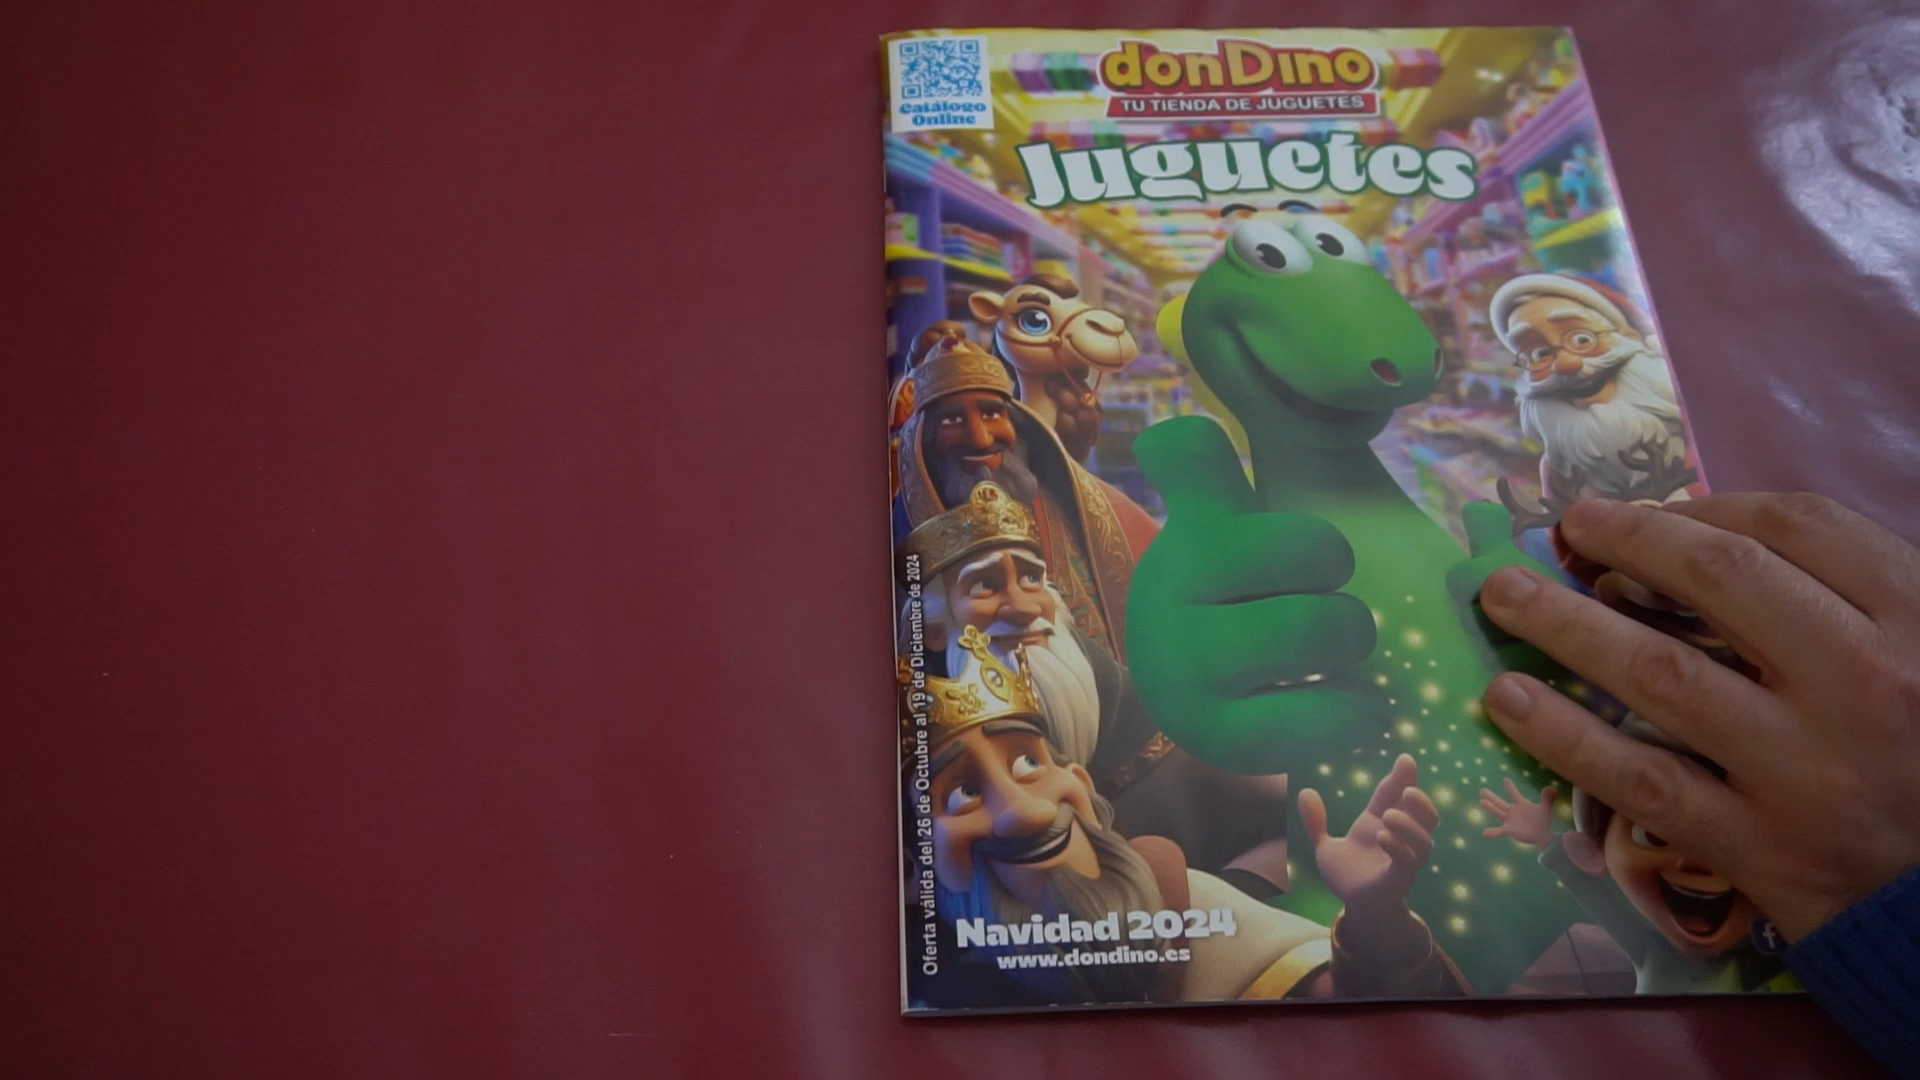 Catálogo
Online
donDino
TU TIENDA DE JUGUETES
Juguetes
Oferta válida del 26 de Octubre al 19 de Diciembre de 2024
Navidad 2024
www.dondino.es